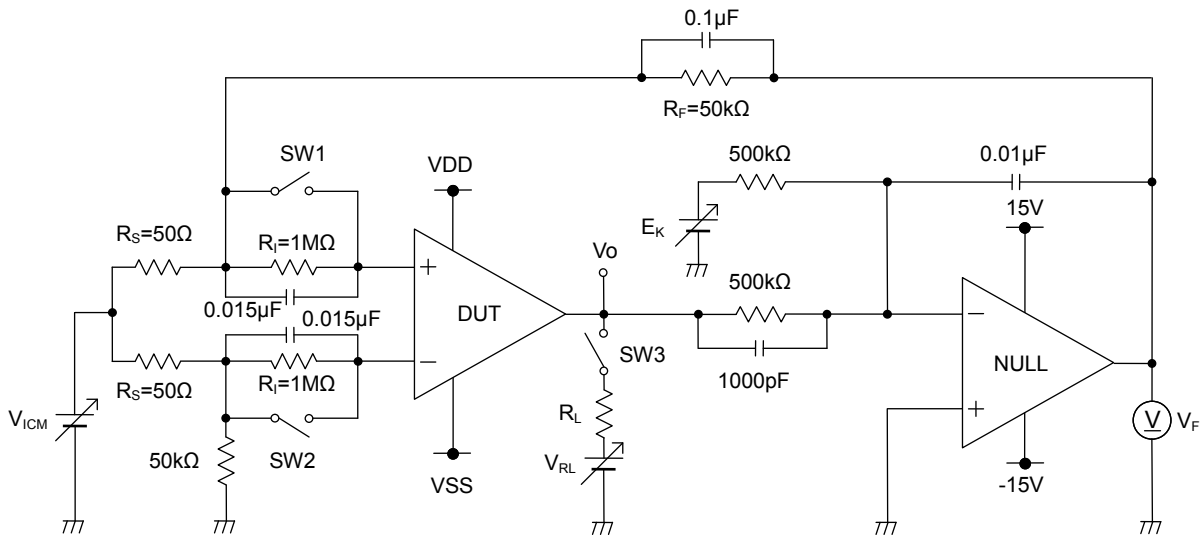 0.1μF
RF=50kΩ
SW1
VDD
500kΩ
0.01μF
15V
EK
RS=50Ω
RI=1MΩ
Vo
+
0.015μF
0.015μF
DUT
500kΩ
−
NULL
SW3
−
1000pF
RS=50Ω
RI=1MΩ
+
RL
V
VF
VICM
50kΩ
SW2
VSS
VRL
-15V